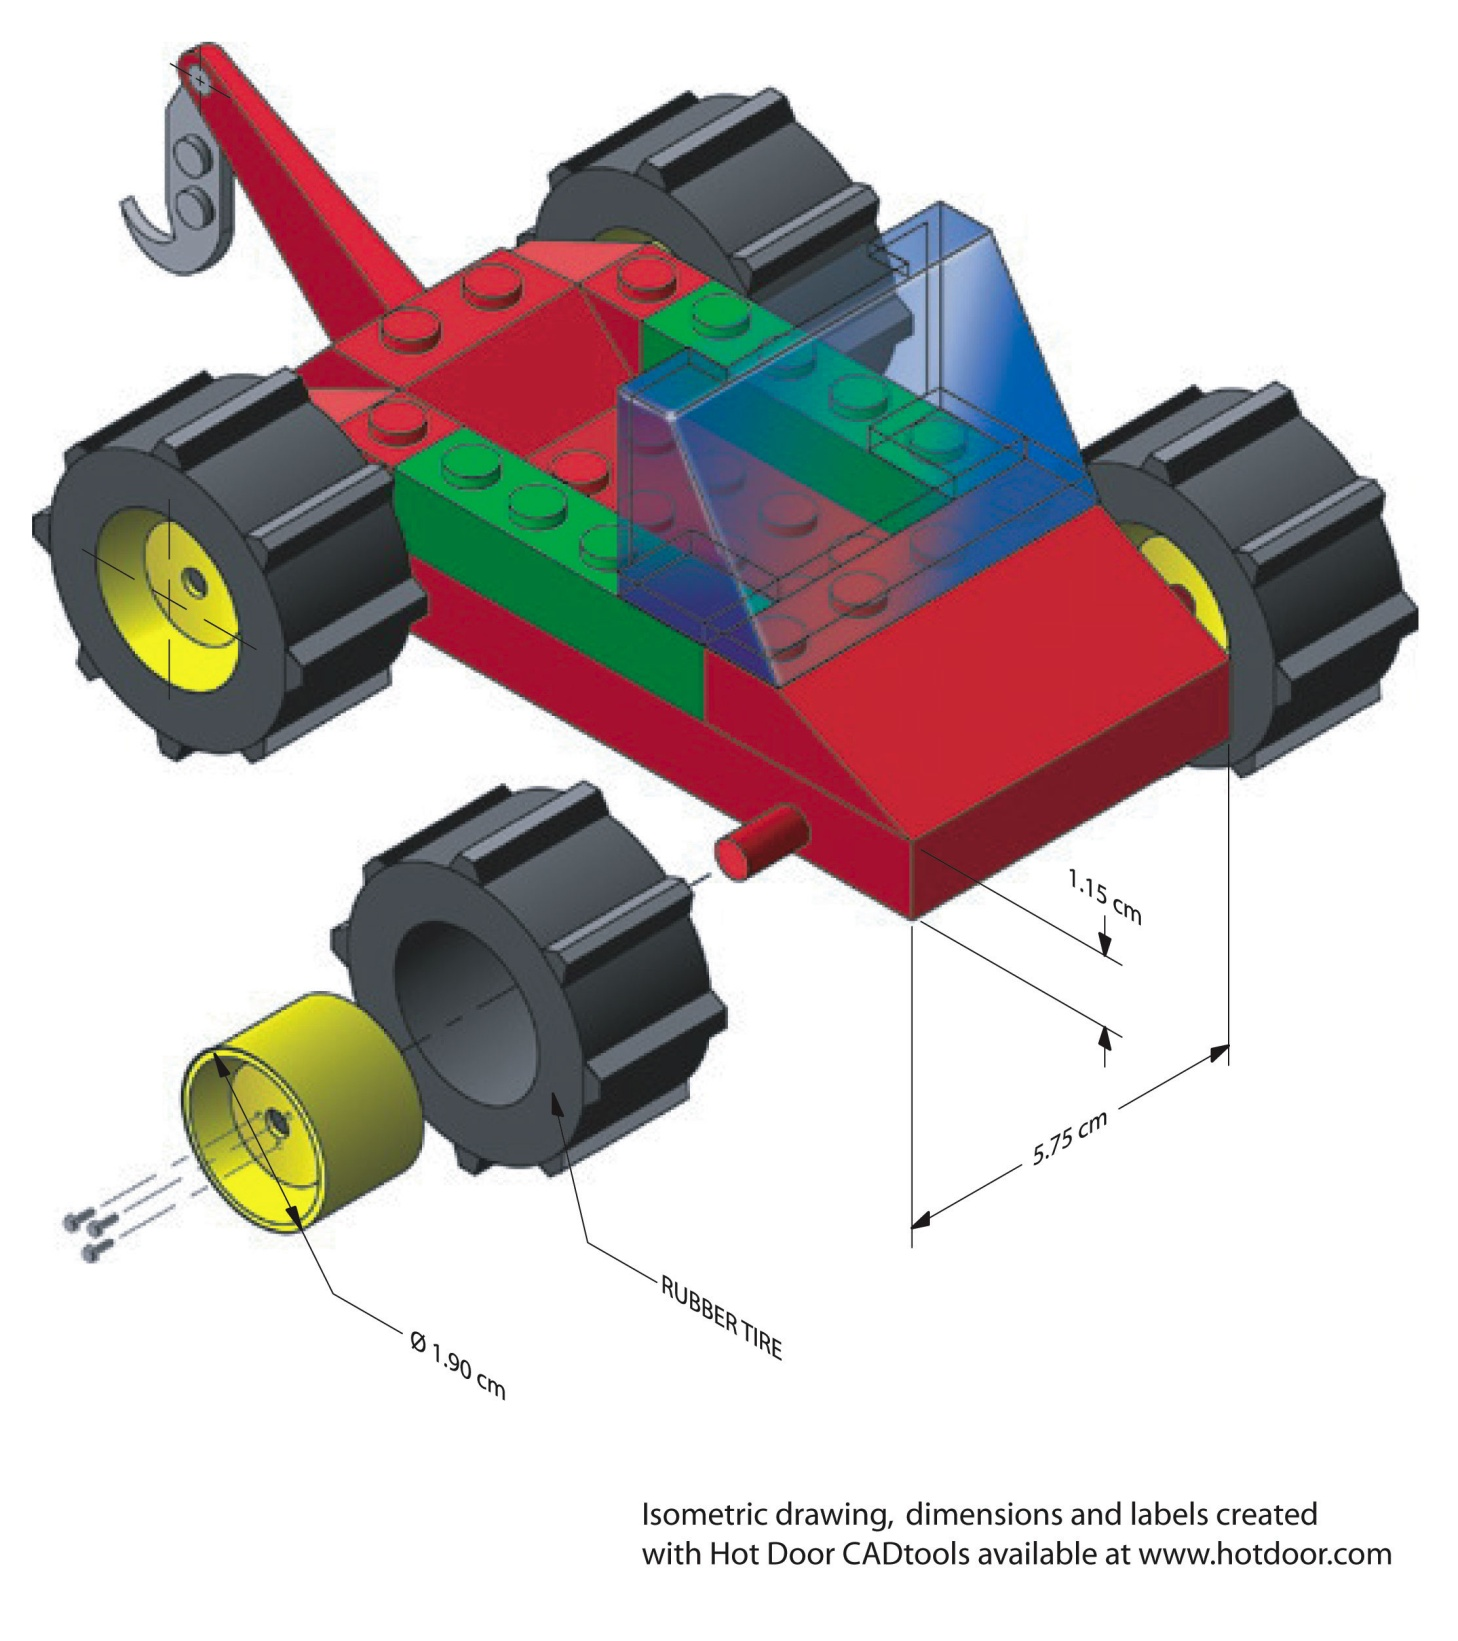 1.15 cm
5.75 cm
RUBBER TIRE
Ø 1.90 cm
Isometric drawing, dimensions and labels created
with Hot Door CADtools available at www.hotdoor.com